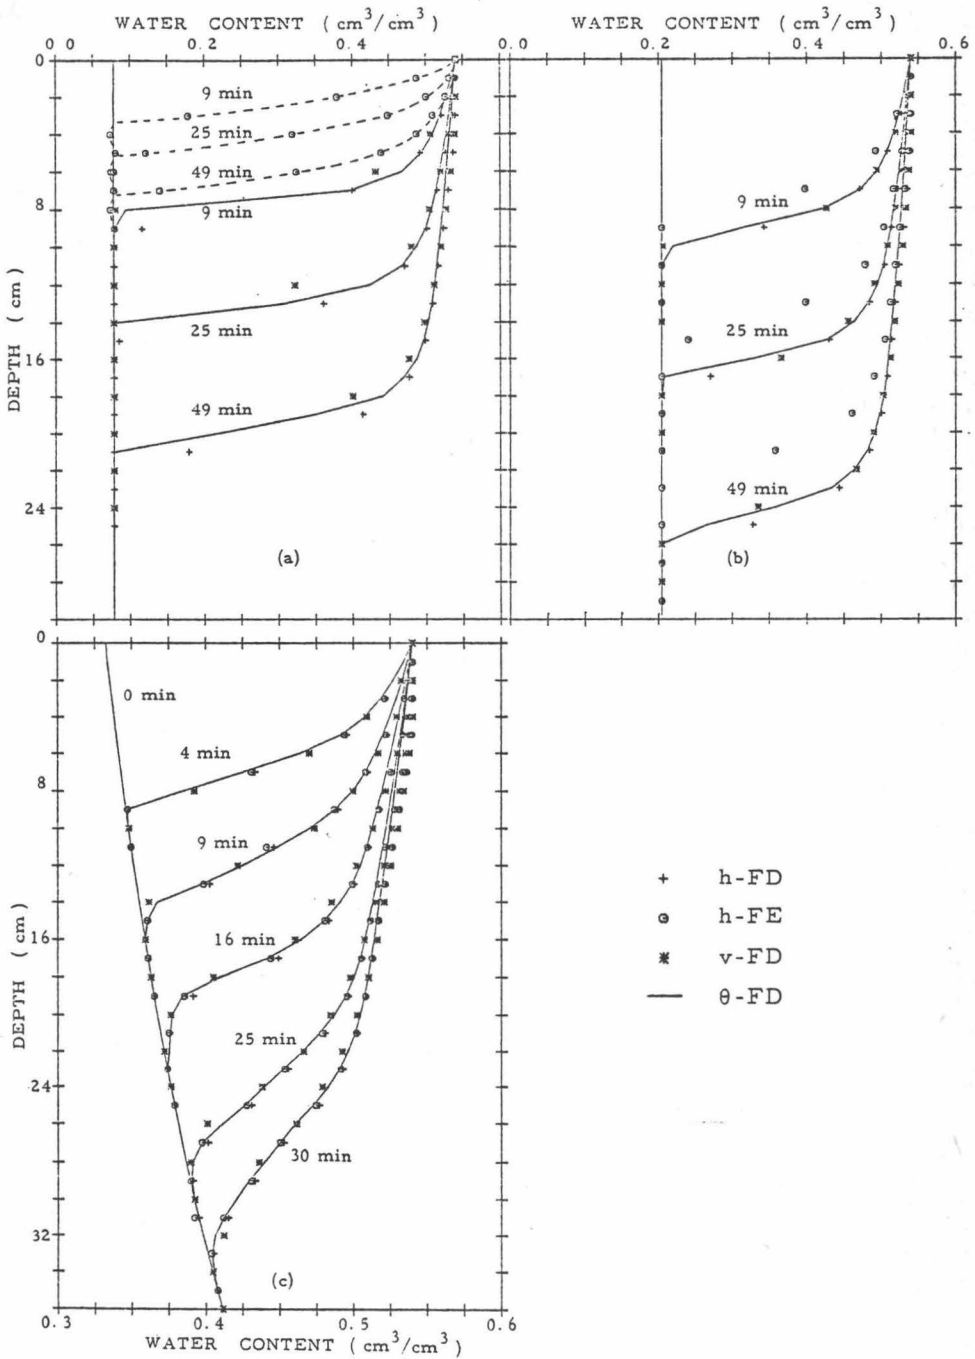 WATER CONTENT ( cm³/cm³ )
0.0 0.2 0.4
WATER CONTENT ( cm³/cm³ )
0.0 0.2 0.4 0.6
0
8
16
24
DEPTH ( cm )
9 min
25 min
49 min
9 min
25 min
49 min
(a)
9 min
25 min
49 min
(b)
0
8
16
24
32
DEPTH ( cm )
0 min
4 min
9 min
16 min
25 min
30 min
(c)
0.3 0.4 0.5 0.6
WATER CONTENT ( cm³/cm³ )
h-FD
h-FE
v-FD
θ-FD